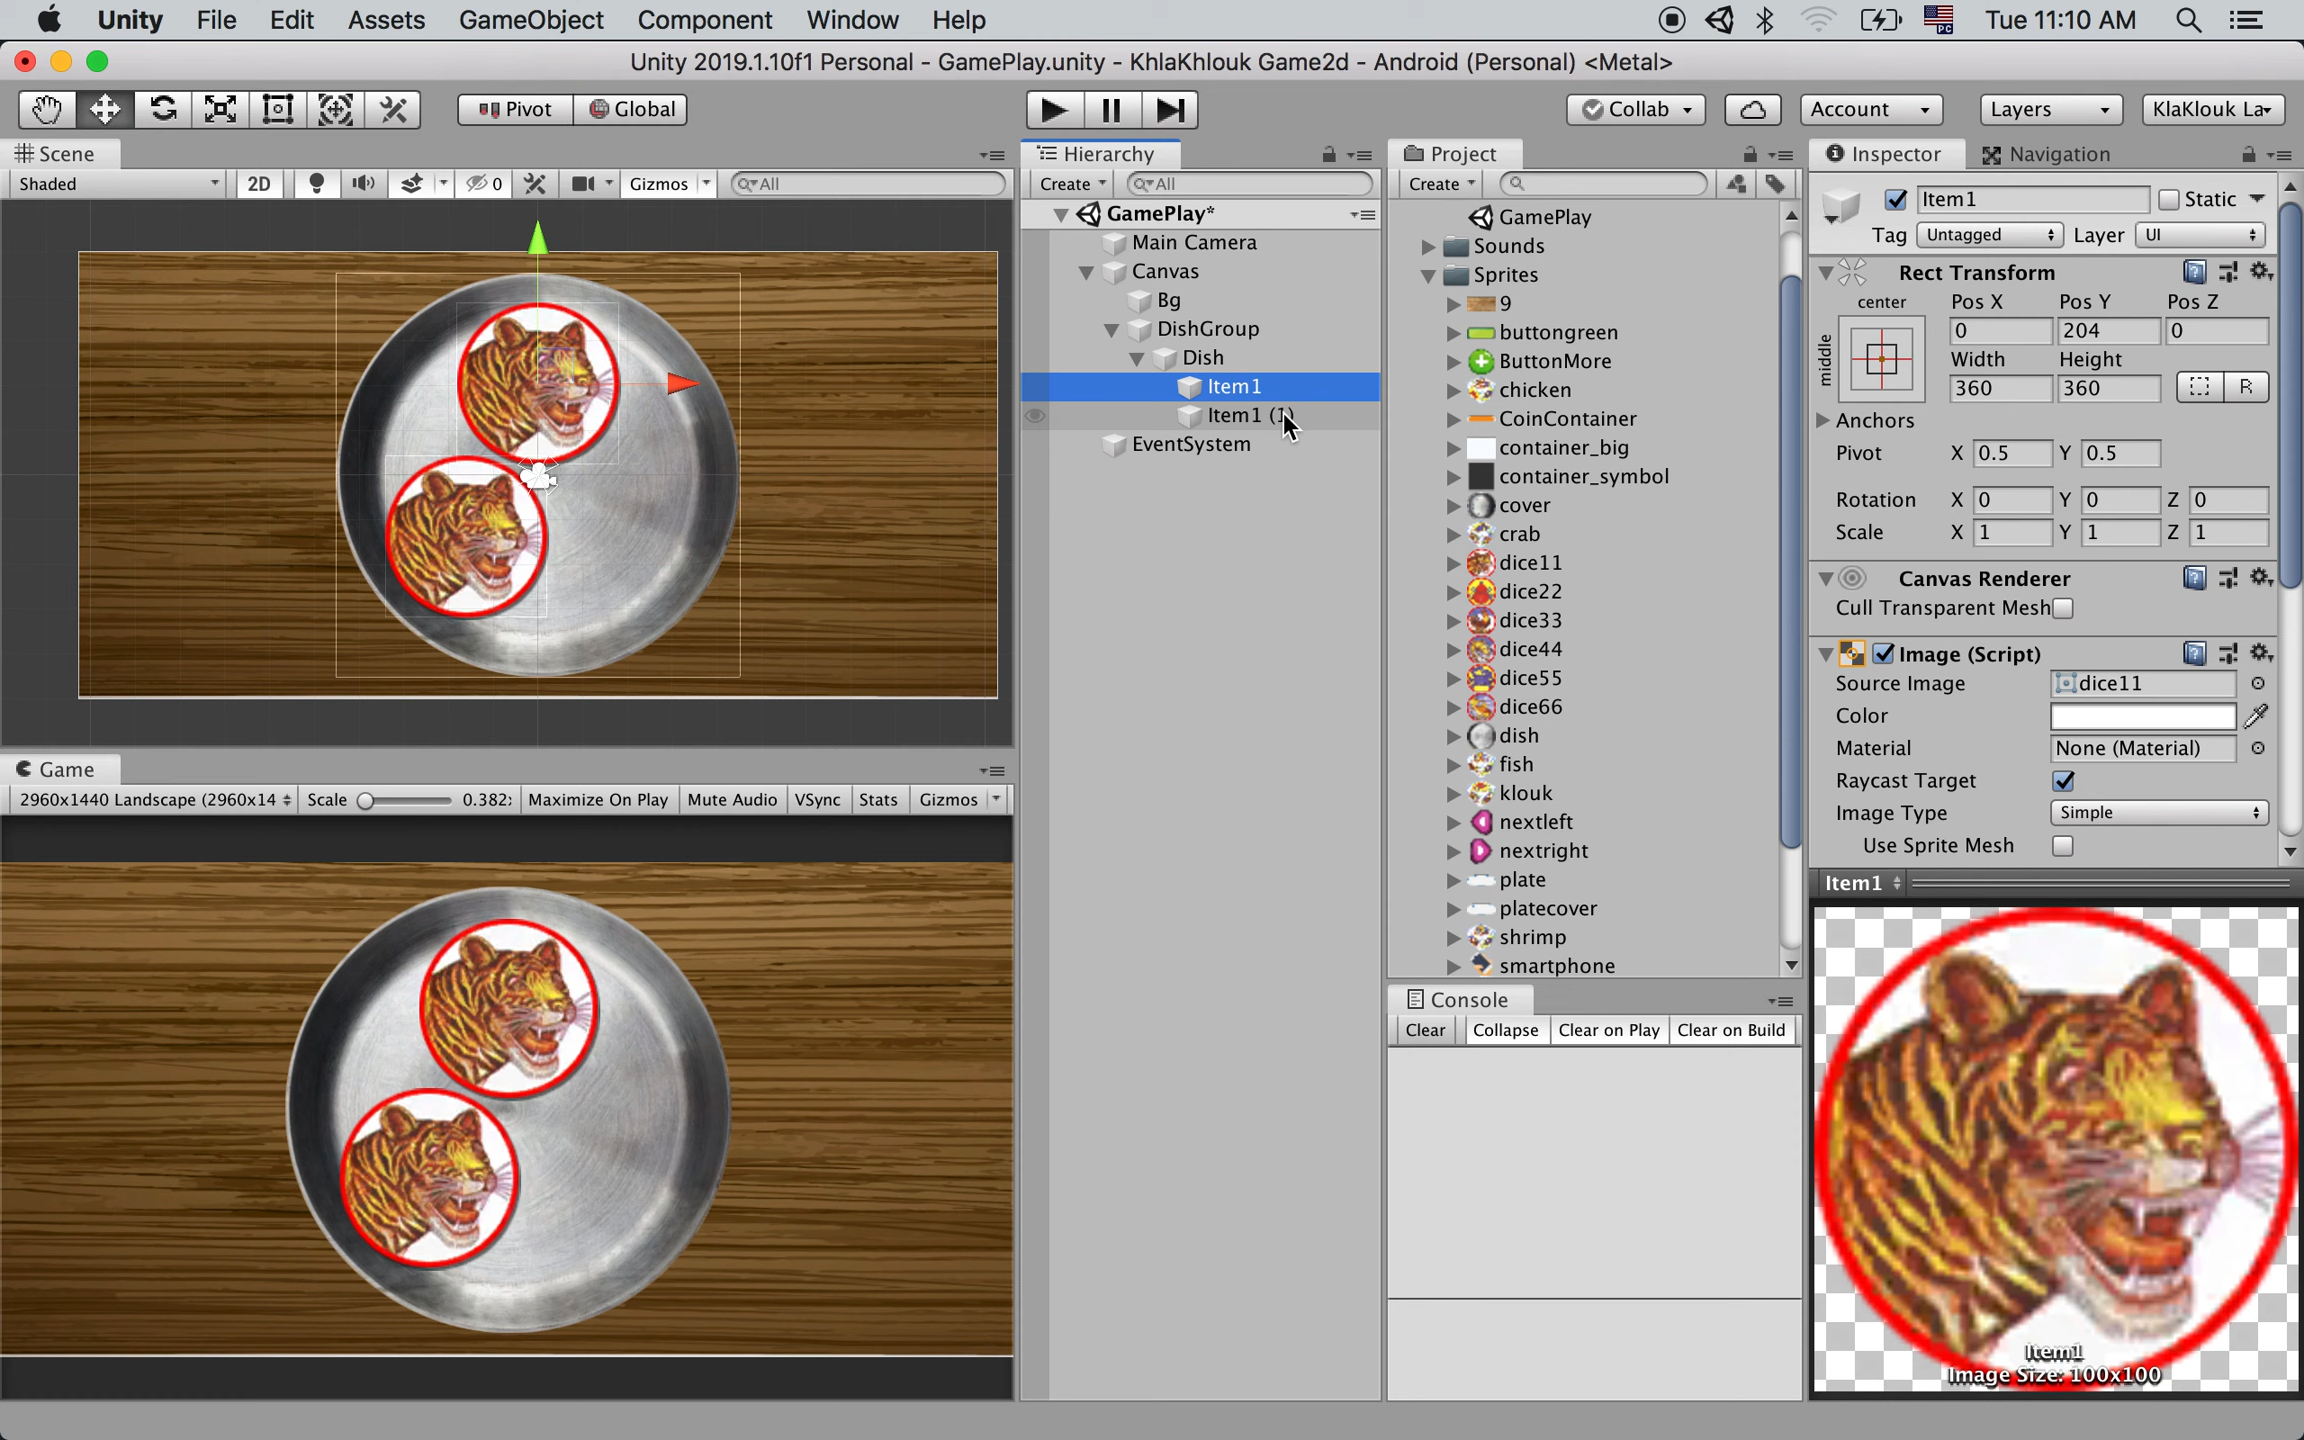 Unity File Edit Assets GameObject Component Window Help Tue 11:10 AM
Unity 2019.1.10f1 Personal - GamePlay.unity - KhlaKhlouk Game2d - Android (Personal) <Metal>
Pivot Global Collab Account Layers KlaKlouk La
Scene
Shaded 2D 0 Gizmos All
Game
2960x1440 Landscape (2960x14 Scale 0.382: Maximize On Play Mute Audio VSync Stats Gizmos
Hierarchy
Create All
GamePlay*
Main Camera
Canvas
Bg
DishGroup
Dish
Item1
Item1 (1)
EventSystem
Project
Create
GamePlay
Sounds
Sprites
9
buttongreen
ButtonMore
chicken
CoinContainer
container_big
container_symbol
cover
crab
dice11
dice22
dice33
dice44
dice55
dice66
dish
fish
klouk
nextleft
nextright
plate
platecover
shrimp
smartphone
Console
Clear Collapse Clear on Play Clear on Build
Inspector Navigation
Item1 Static
Tag Untagged Layer UI
Rect Transform
center Pos X Pos Y Pos Z
middle 0 204 0
Width Height
360 360 R
Anchors
Pivot X 0.5 Y 0.5
Rotation X 0 Y 0 Z 0
Scale X 1 Y 1 Z 1
Canvas Renderer
Cull Transparent Mesh
Image (Script)
Source Image dice11
Color
Material None (Material)
Raycast Target
Image Type Simple
Use Sprite Mesh
Item1
Item1
Image Size: 100x100